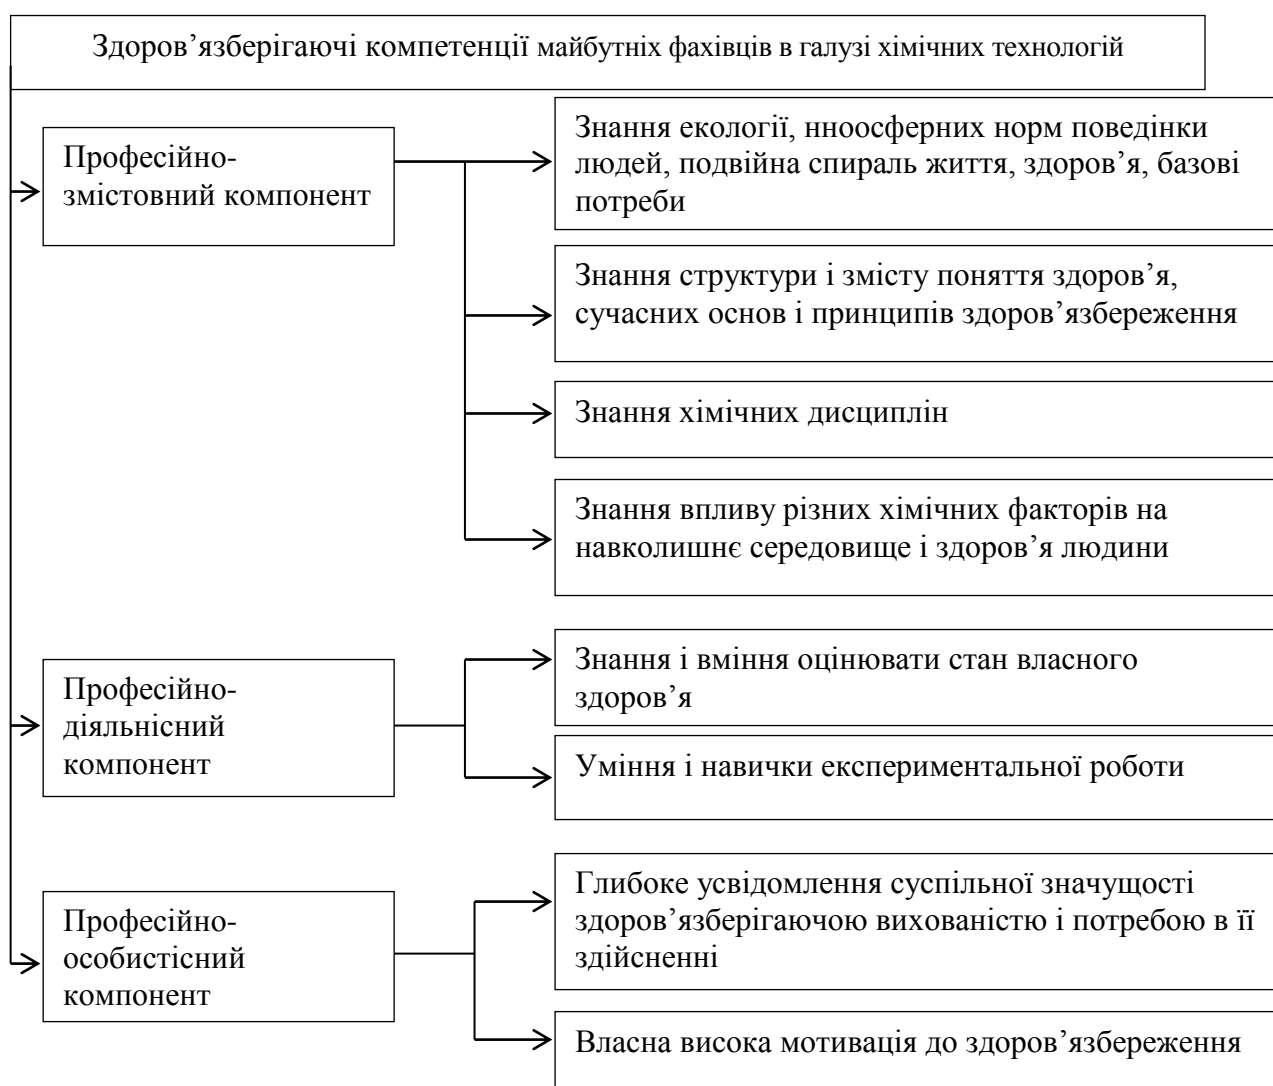 Здоров’язберігаючі компетенції майбутніх фахівців в галузі хімічних технологій
Професійно-
змістовний компонент
Знання екології, нноосферних норм поведінки
людей, подвійна спираль життя, здоров’я, базові
потреби
Знання структури і змісту поняття здоров’я,
сучасних основ і принципів здоров’язбереження
Знання хімічних дисциплін
Знання впливу різних хімічних факторів на
навколишнє середовище і здоров’я людини
Професійно-
діяльнісний
компонент
Знання і вміння оцінювати стан власного
здоров’я
Уміння і навички експериментальної роботи
Професійно-
особистісний
компонент
Глибоке усвідомлення суспільної значущості
здоров’язберігаючою вихованістю і потребою в її
здійсненні
Власна висока мотивація до здоров’язбереження